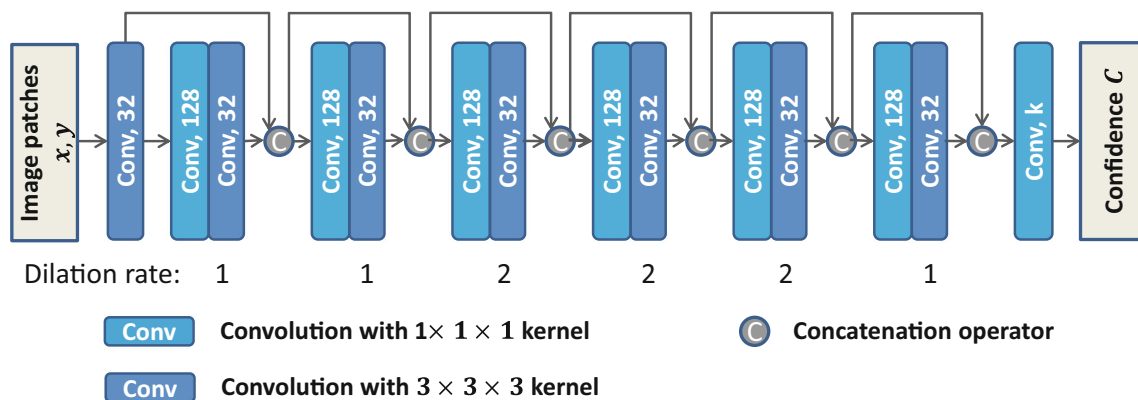 Image patches
x, y
Conv, 32
Conv, 128
Conv, 32
C
Conv, 128
Conv, 32
C
Conv, 128
Conv, 32
C
Conv, 128
Conv, 32
C
Conv, 128
Conv, 32
C
Conv, 128
Conv, 32
C
Conv, k
Confidence C
Dilation rate: 1 1 2 2 2 1
Conv Convolution with 1× 1 × 1 kernel
C Concatenation operator
Conv Convolution with 3 × 3 × 3 kernel